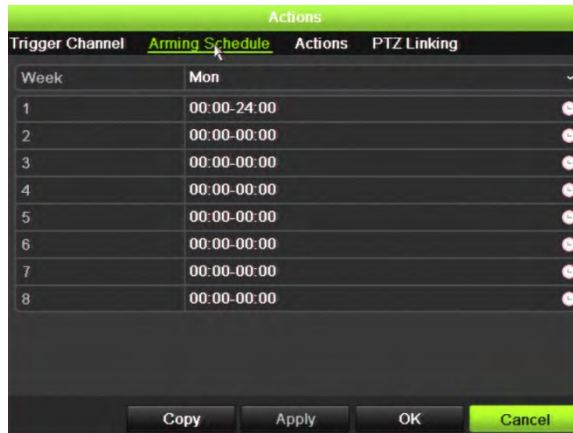 Actions
Trigger Channel Arming Schedule Actions PTZ Linking
Week Mon
1 00:00-24:00
2 00:00-00:00
3 00:00-00:00
4 00:00-00:00
5 00:00-00:00
6 00:00-00:00
7 00:00-00:00
8 00:00-00:00
Copy Apply OK Cancel